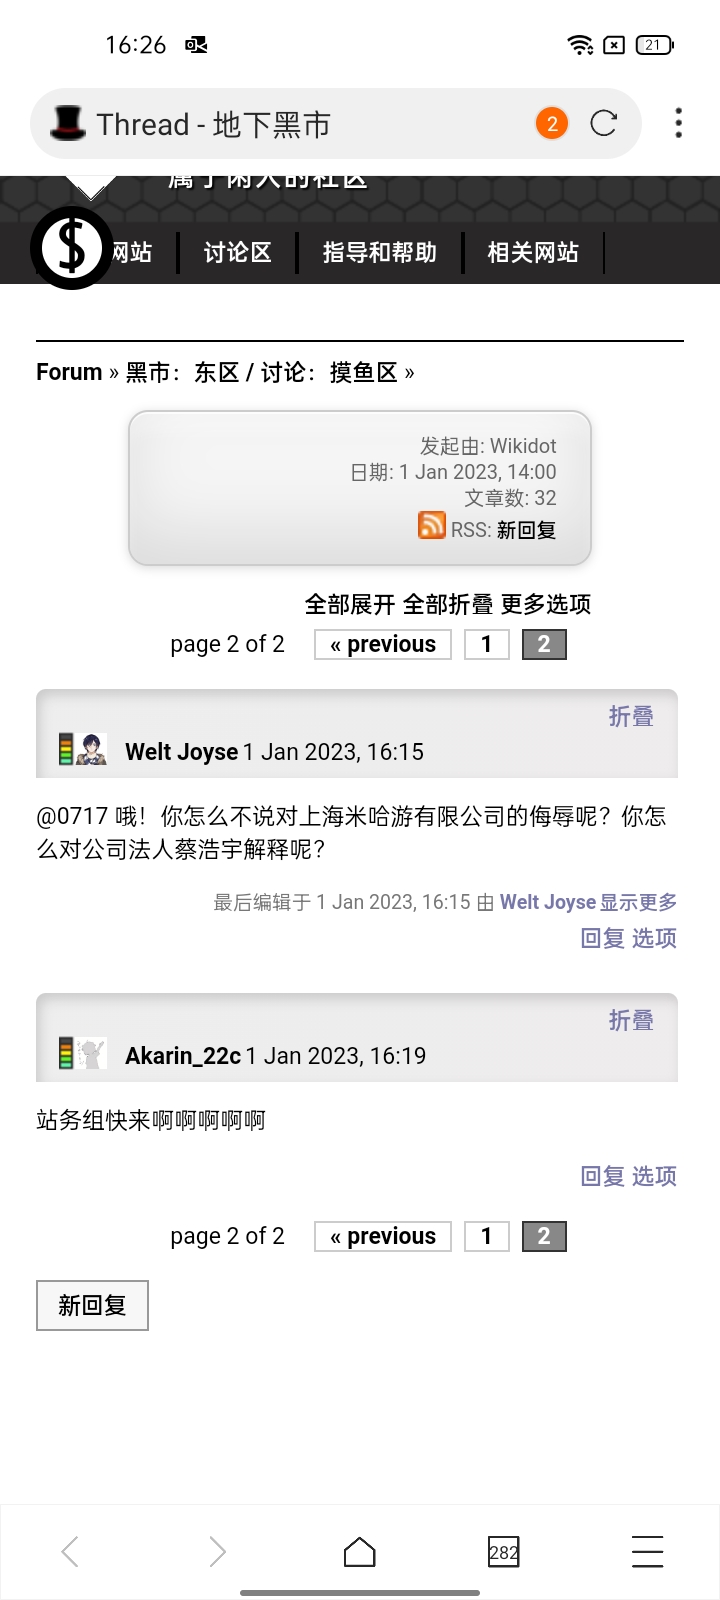 16:26
21
Thread - 地下黑市
2
属于闲人的社区
网站
讨论区
指导和帮助
相关网站
Forum » 黑市：东区 / 讨论：摸鱼区 »
发起由: Wikidot
日期: 1 Jan 2023, 14:00
文章数: 32
RSS: 新回复
全部展开 全部折叠 更多选项
page 2 of 2 « previous 1 2
折叠
Welt Joyse 1 Jan 2023, 16:15
@0717 哦！你怎么不说对上海米哈游有限公司的侮辱呢？你怎
么对公司法人蔡浩宇解释呢？
最后编辑于 1 Jan 2023, 16:15 由 Welt Joyse 显示更多
回复 选项
折叠
Akarin_22c 1 Jan 2023, 16:19
站务组快来啊啊啊啊啊
回复 选项
page 2 of 2 « previous 1 2
新回复
282